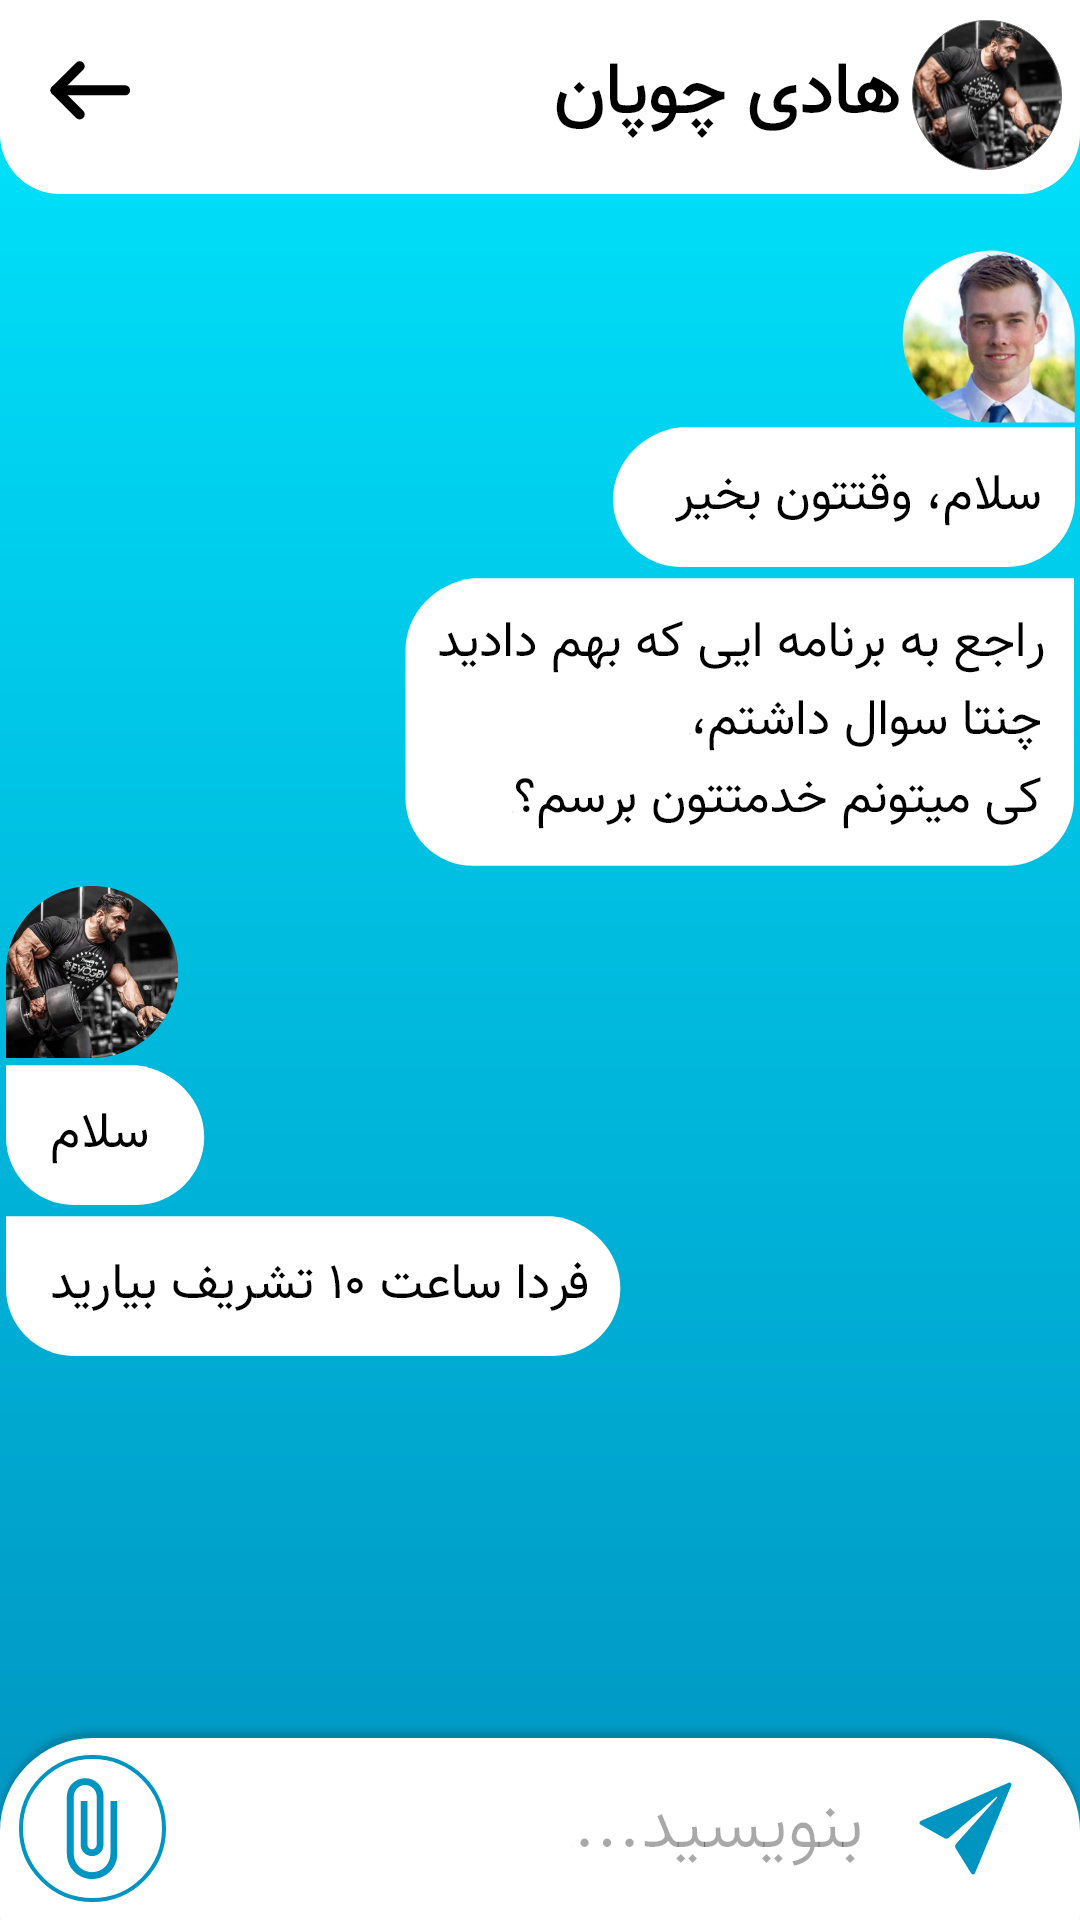 هادی چوپان
سلام، وقتتون بخیر
راجع به برنامه ایی که بهم دادید
چنتا سوال داشتم،
کی میتونم خدمتتون برسم؟
EVOGEN
سلام
فردا ساعت ۱۰ تشریف بیارید
بنویسید...